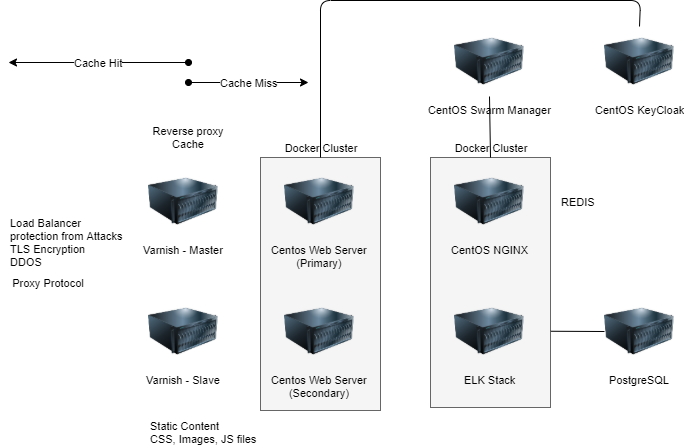 Cache Hit
Cache Miss
CentOS Swarm Manager
CentOS KeyCloak
Reverse proxy
Cache
Docker Cluster
Docker Cluster
REDIS
Load Balancer
protection from Attacks
TLS Encryption
DDOS
Proxy Protocol
Varnish - Master
Centos Web Server
(Primary)
CentOS NGINX
Varnish - Slave
Centos Web Server
(Secondary)
ELK Stack
PostgreSQL
Static Content
CSS, Images, JS files